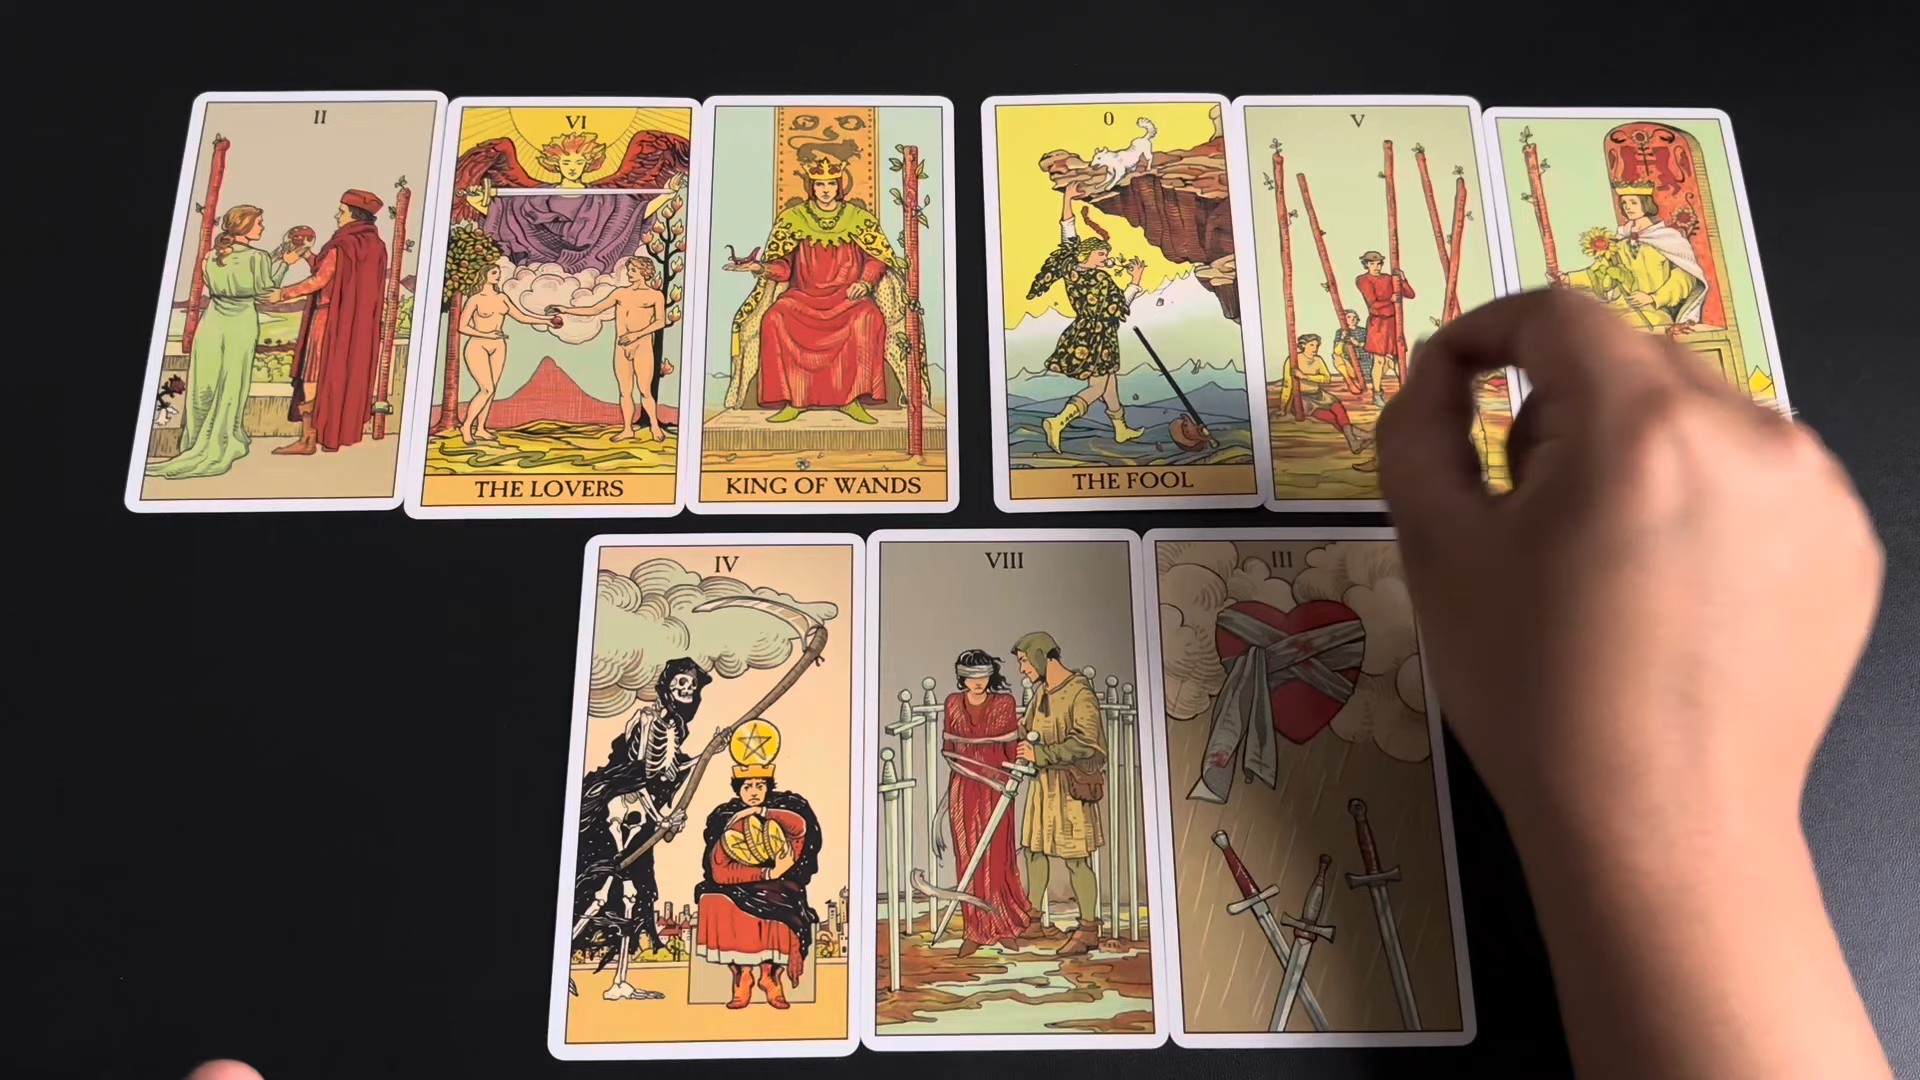 II
VI
THE LOVERS
KING OF WANDS
0
THE FOOL
V
IV
VIII
III